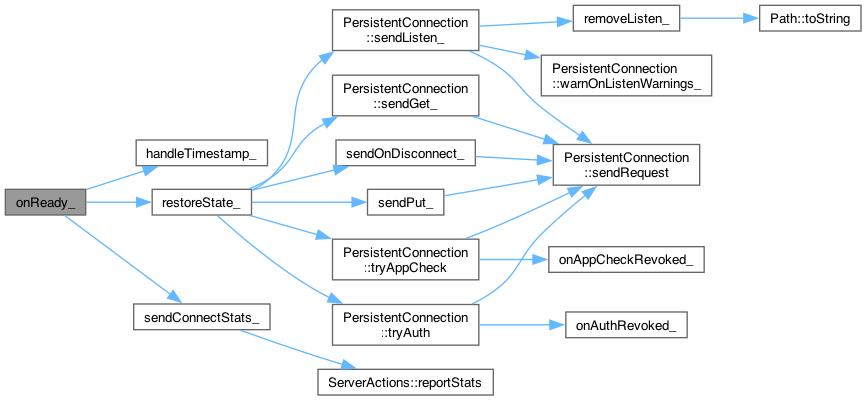 PersistentConnection
::sendListen_
removeListen_
Path::toString
PersistentConnection
::warnOnListenWarnings_
PersistentConnection
::sendGet_
handleTimestamp_
sendOnDisconnect_
PersistentConnection
::sendRequest
onReady_
restoreState_
sendPut_
PersistentConnection
::tryAppCheck
onAppCheckRevoked_
sendConnectStats_
PersistentConnection
::tryAuth
onAuthRevoked_
ServerActions::reportStats